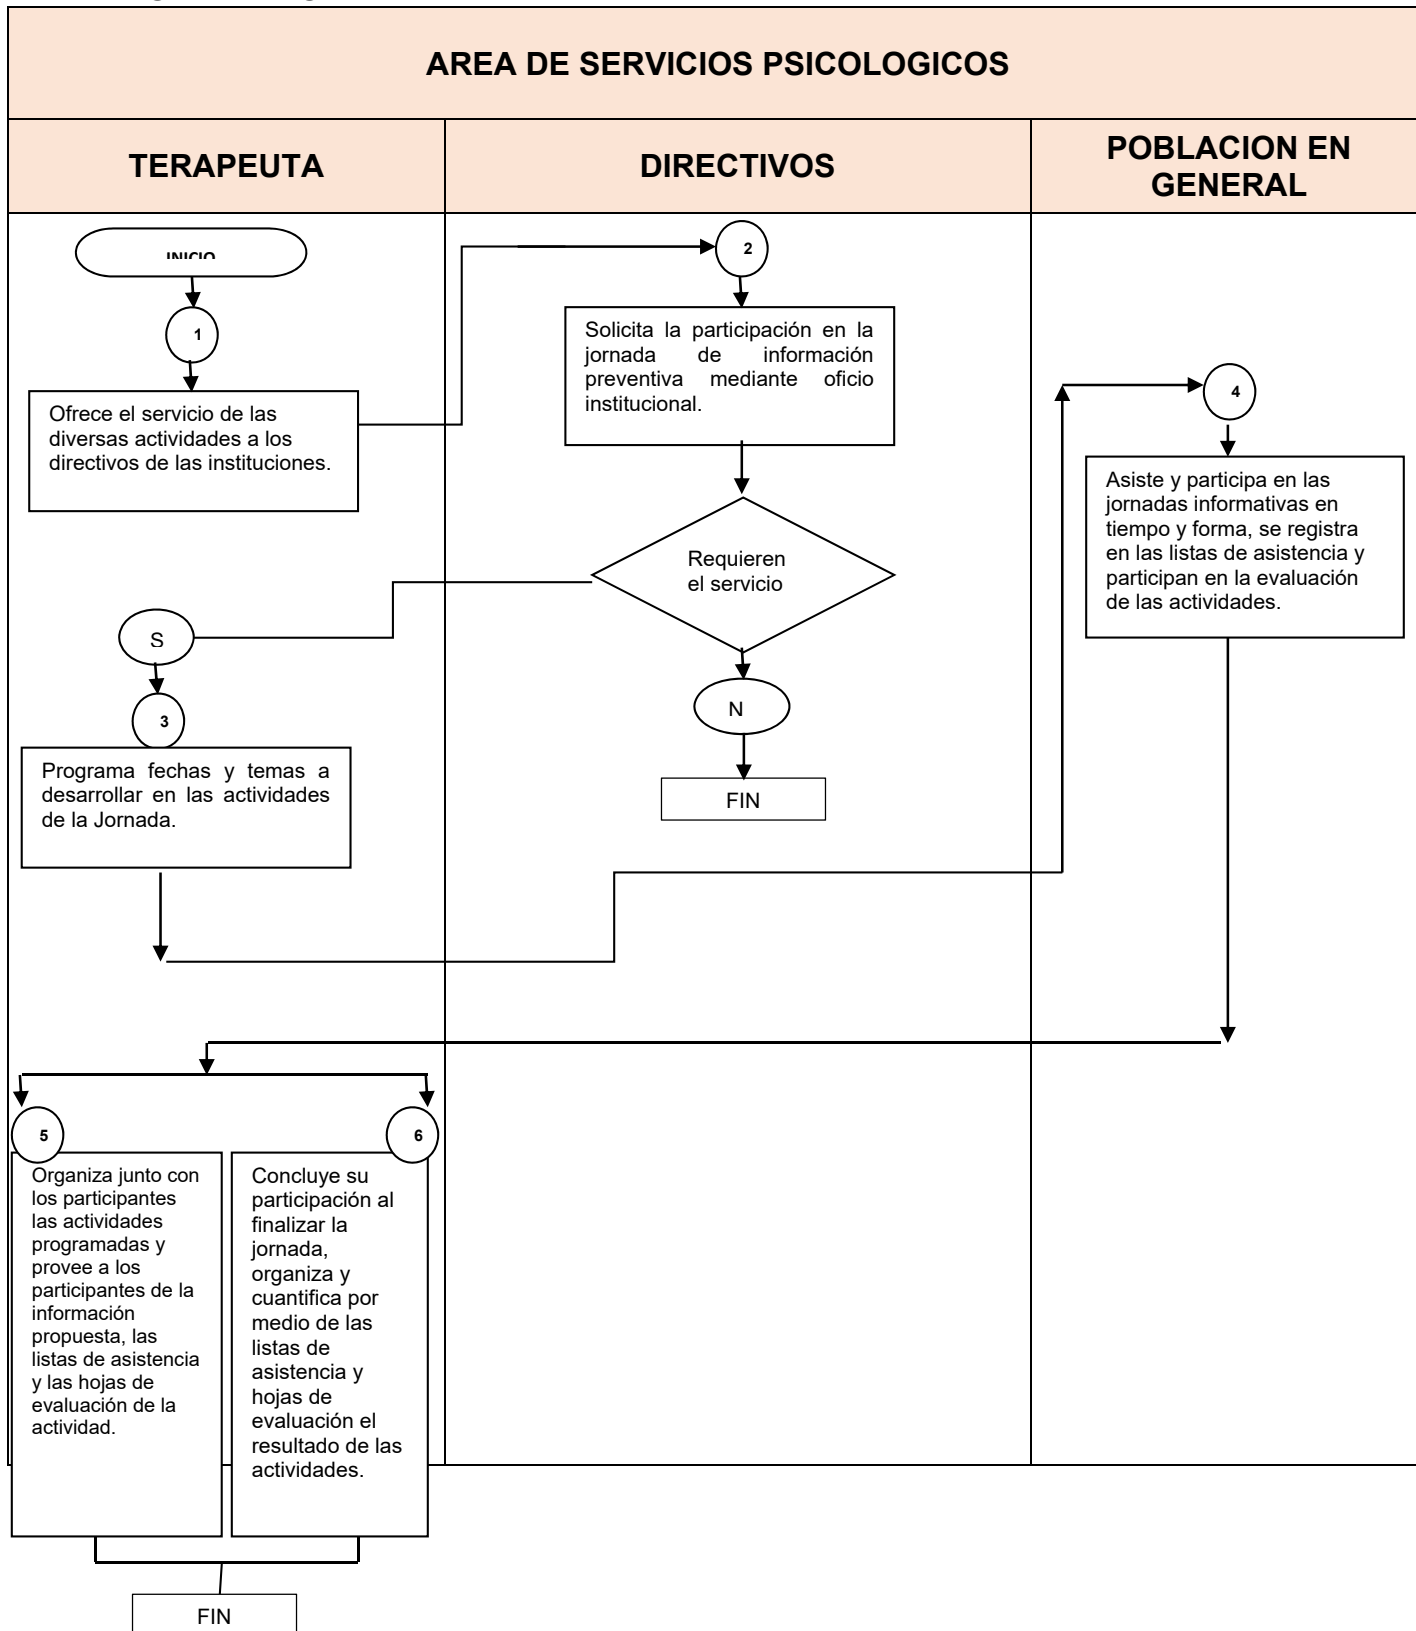 AREA DE SERVICIOS PSICOLOGICOS
TERAPEUTA
DIRECTIVOS
POBLACION EN
GENERAL
INICIO
1
Ofrece el servicio de las
diversas actividades a los
directivos de las instituciones.
2
Solicita la participación en la
jornada de información
preventiva mediante oficio
institucional.
Requieren
el servicio
S
N
FIN
3
Programa fechas y temas a
desarrollar en las actividades
de la Jornada.
4
Asiste y participa en las
jornadas informativas en
tiempo y forma, se registra
en las listas de asistencia y
participan en la evaluación
de las actividades.
5
Organiza junto con
los participantes
las actividades
programadas y
provee a los
participantes de la
información
propuesta, las
listas de asistencia
y las hojas de
evaluación de la
actividad.
6
Concluye su
participación al
finalizar la
jornada,
organiza y
cuantifica por
medio de las
listas de
asistencia y
hojas de
evaluación el
resultado de las
actividades.
FIN